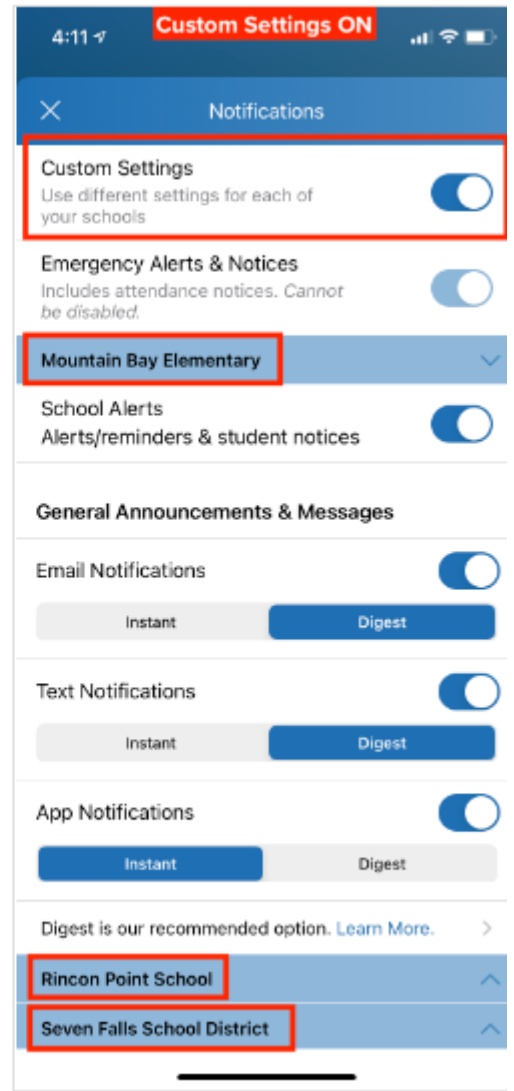 Custom Settings ON
4:11
Notifications
Custom Settings
Use different settings for each of
your schools
Emergency Alerts & Notices
Includes attendance notices. Cannot
be disabled.
Mountain Bay Elementary
School Alerts
Alerts/reminders & student notices
General Announcements & Messages
Email Notifications
Instant Digest
Text Notifications
Instant Digest
App Notifications
Instant Digest
Digest is our recommended option. Learn More.
Rincon Point School
Seven Falls School District